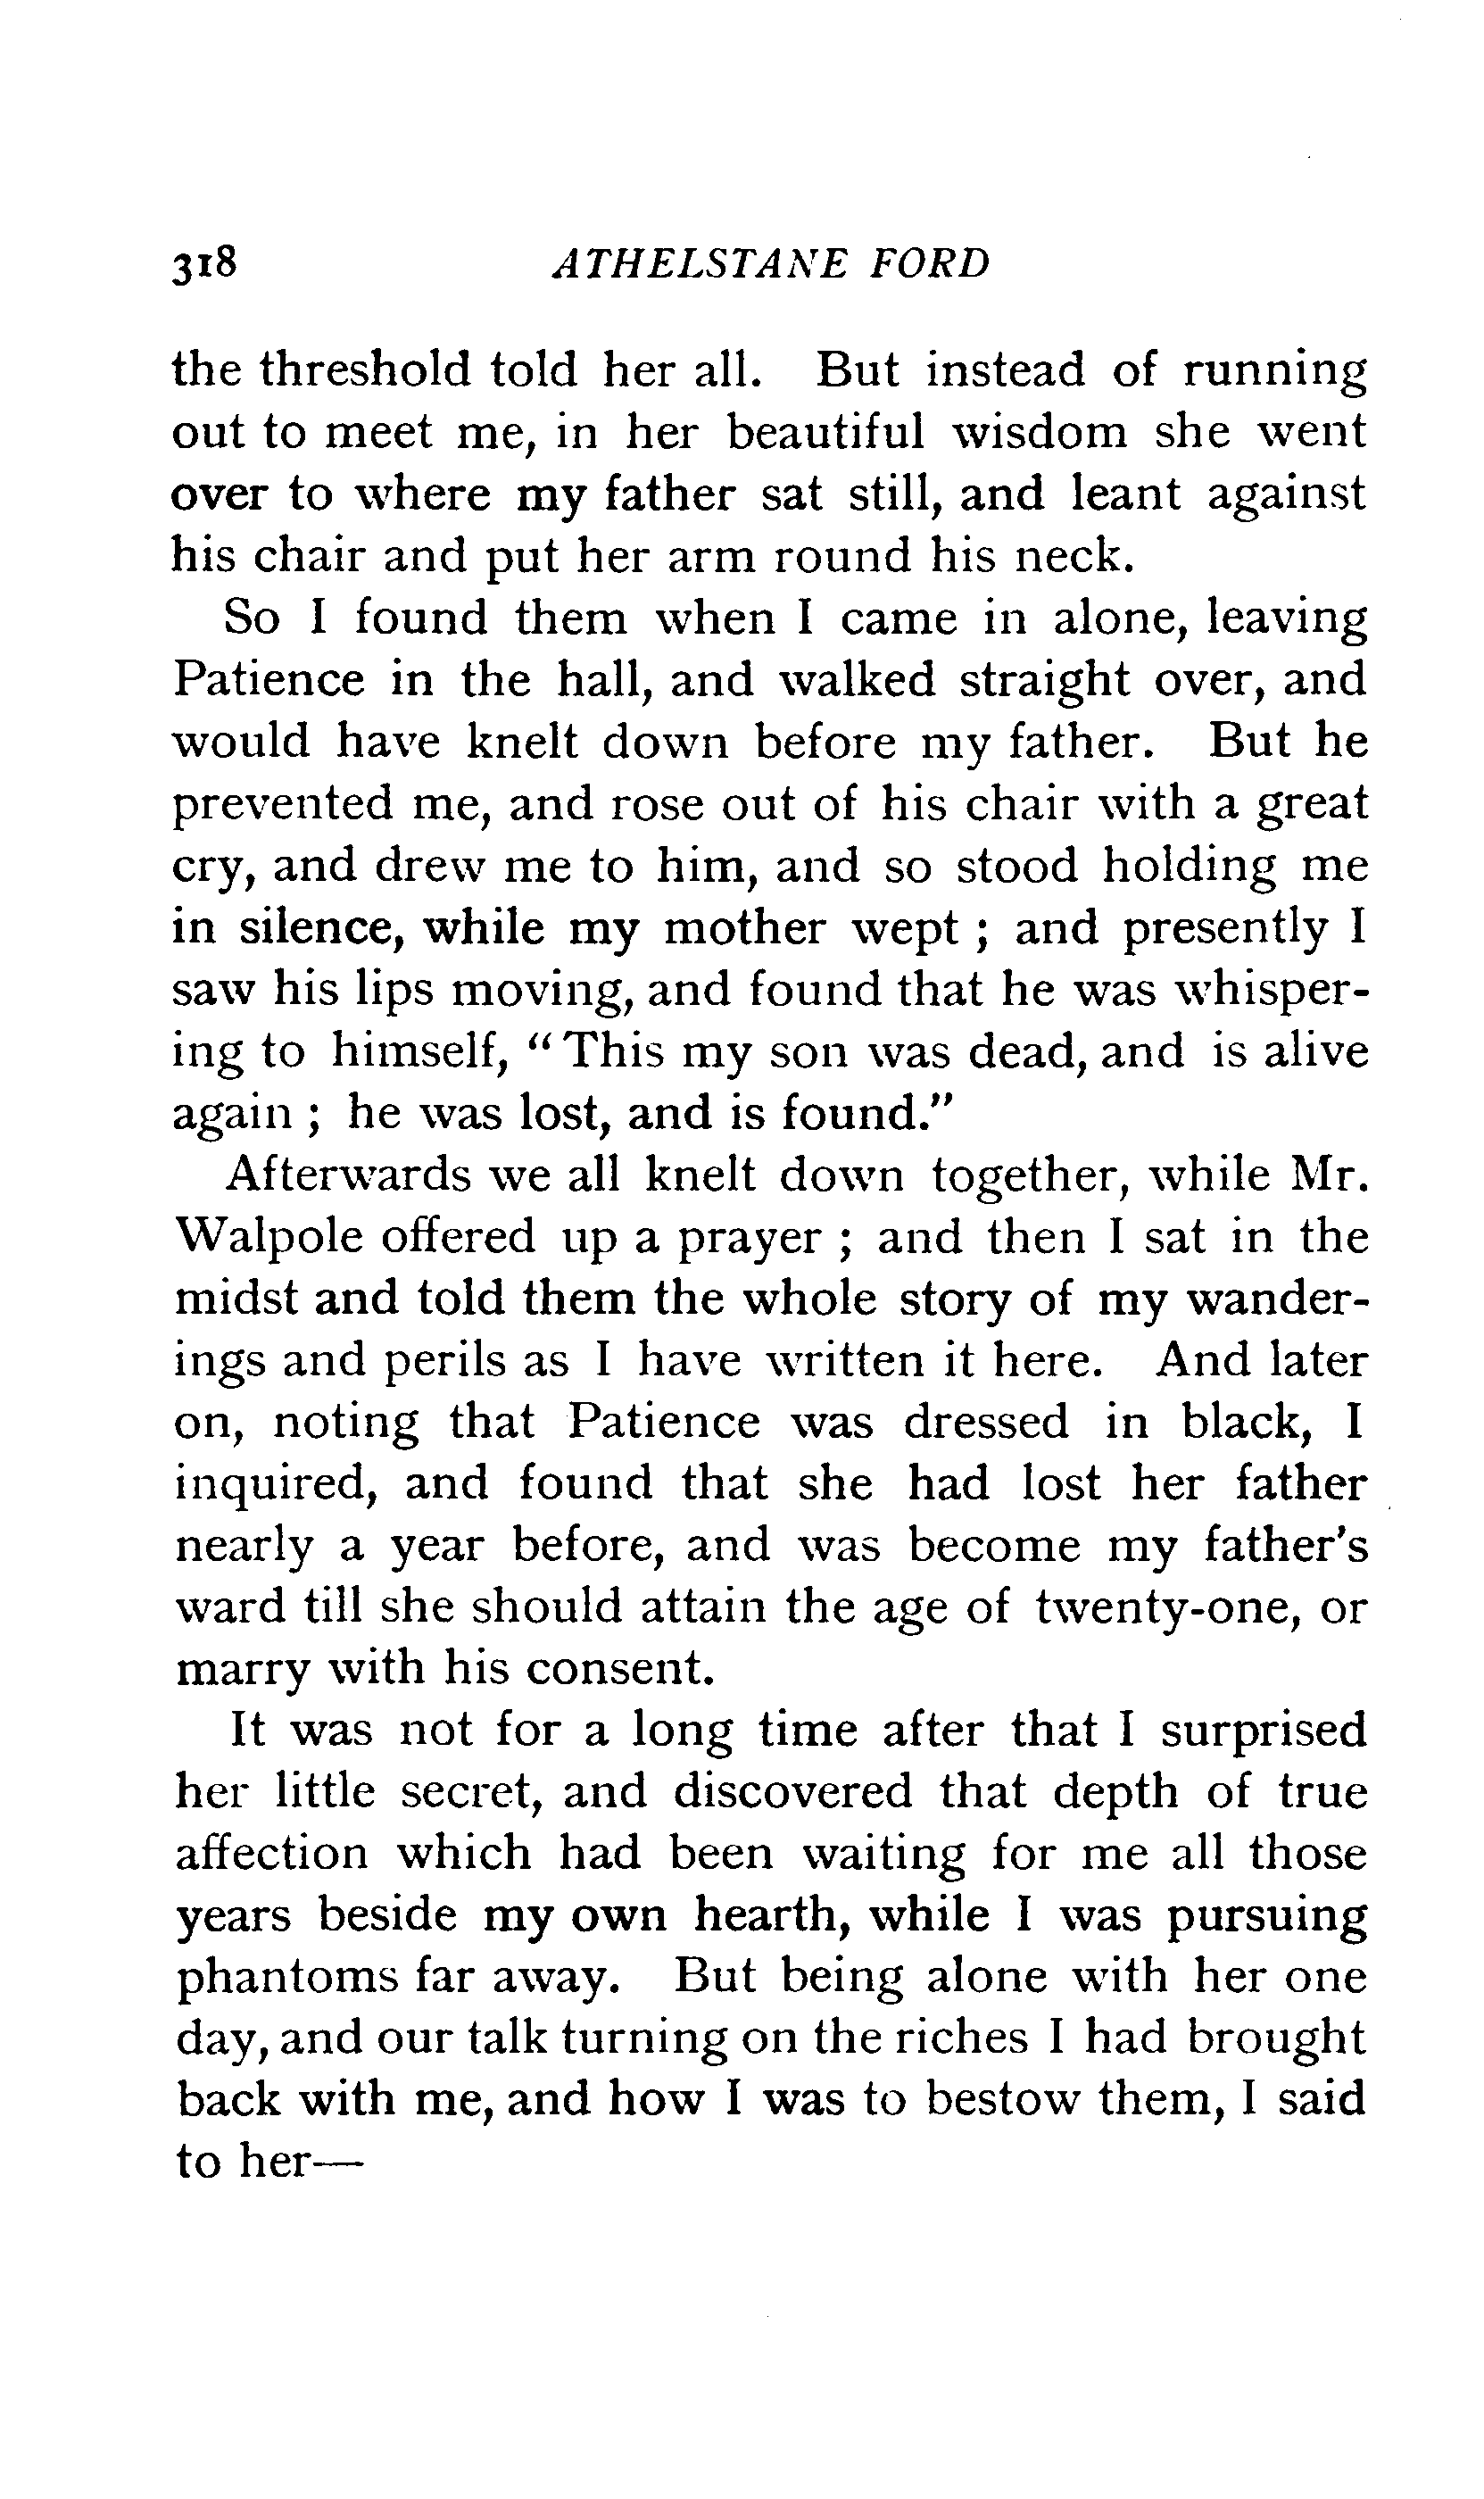 318 ATHELSTANE FORD
the threshold told her all. But instead of running
out to meet me, in her beautiful wisdom she went
over to where my father sat still, and leant against
his chair and put her arm round his neck.
So I found them when I came in alone, leaving
Patience in the hall, and walked straight over, and
would have knelt down before my father. But he
prevented me, and rose out of his chair with a great
cry, and drew me to him, and so stood holding me
in silence, while my mother wept ; and presently I
saw his lips moving, and found that he was whisper-
ing to himself, "This my son was dead, and is alive
again ; he was lost, and is found."
Afterwards we all knelt down together, while Mr.
Walpole offered up a prayer ; and then I sat in the
midst and told them the whole story of my wander-
ings and perils as I have written it here. And later
on, noting that Patience was dressed in black, I
inquired, and found that she had lost her father
nearly a year before, and was become my father's
ward till she should attain the age of twenty-one, or
marry with his consent.
It was not for a long time after that I surprised
her little secret, and discovered that depth of true
affection which had been waiting for me all those
years beside my own hearth, while I was pursuing
phantoms far away. But being alone with her one
day, and our talk turning on the riches I had brought
back with me, and how I was to bestow them, I said
to her—